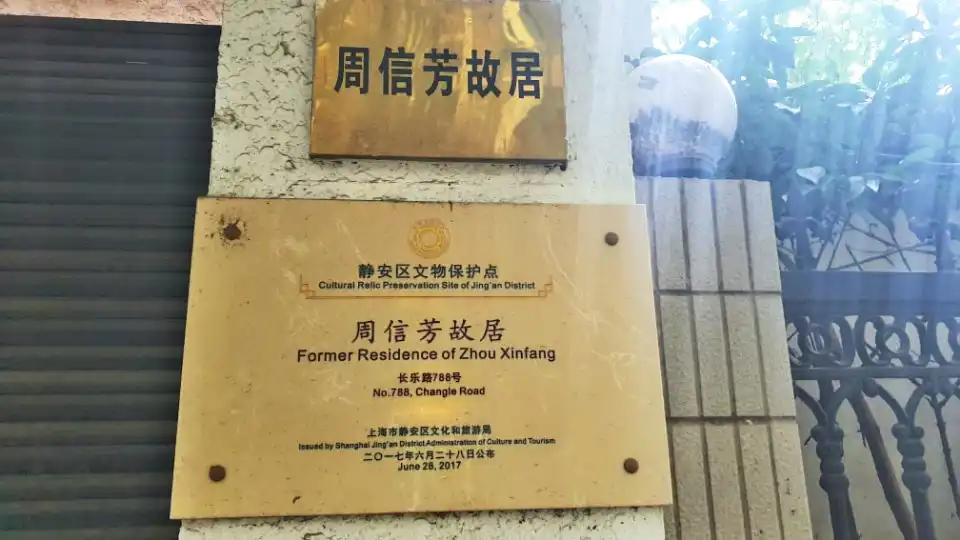 周信芳故居
静安区文物保护点
Cultural Relic Preservation Site of Jing'an District
周信芳故居
Former Residence of Zhou Xinfang
长乐路788号
No.788, Changle Road
上海市静安区文化和旅游局
Issued by Shanghai Jing'an District Administration of Culture and Tourism
二〇一七年六月二十八日公布
June 28, 2017